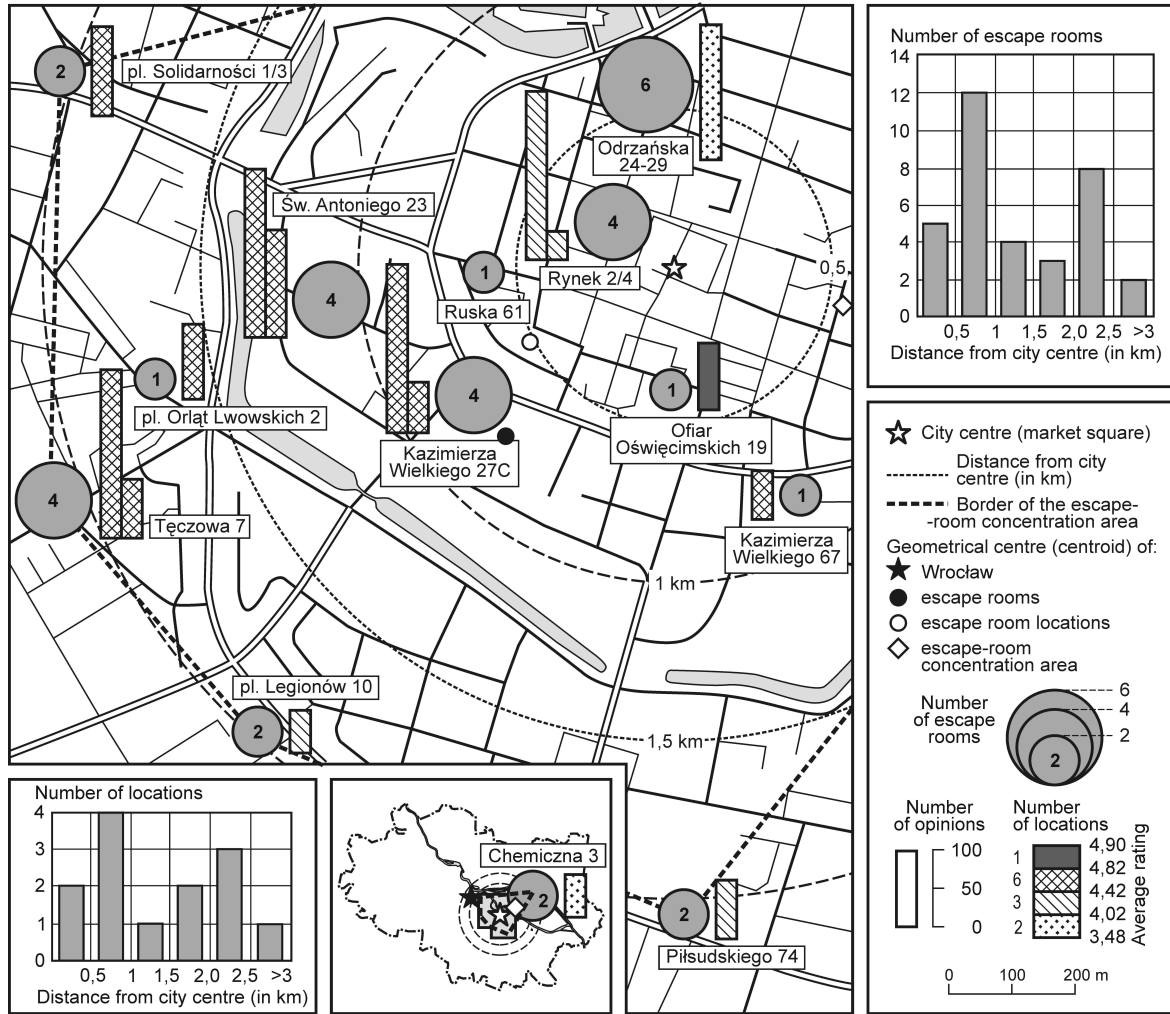 2
pl. Solidarności 1/3
6
Odrzańska
24-29
Św. Antoniego 23
4
Rynek 2/4
0,5
1
Ruska 61
4
1
pl. Orląt Lwowskich 2
4
Kazimierza
Wielkiego 27C
1
Ofiar
Oświęcimskich 19
4
Tęczowa 7
1
Kazimierza
Wielkiego 67
1 km
pl. Legionów 10
2
1,5 km
2
Piłsudskiego 74
Number of locations
4
3
2
1
0
0,5 1 1,5 2,0 2,5 >3
Distance from city centre (in km)
Chemiczna 3
2
Number of escape rooms
14
12
10
8
6
4
2
0
0,5 1 1,5 2,0 2,5 >3
Distance from city centre (in km)
City centre (market square)
Distance from city
centre (in km)
Border of the escape-
-room concentration area
Geometrical centre (centroid) of:
Wrocław
escape rooms
escape room locations
escape-room
concentration area
Number
of escape
rooms
6
4
2
2
Number
of opinions
100
50
0
Number
of locations
1
6
3
2
4,90
4,82
4,42
4,02
3,48
Average rating
0 100 200 m